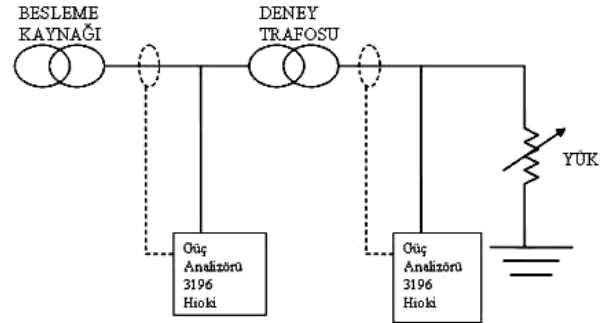 BESLEME
KAYNAĞI
DENEY
TRAFOSU
YÜK
Güç
Analizörü
3196
Hioki
Güç
Analizörü
3196
Hioki